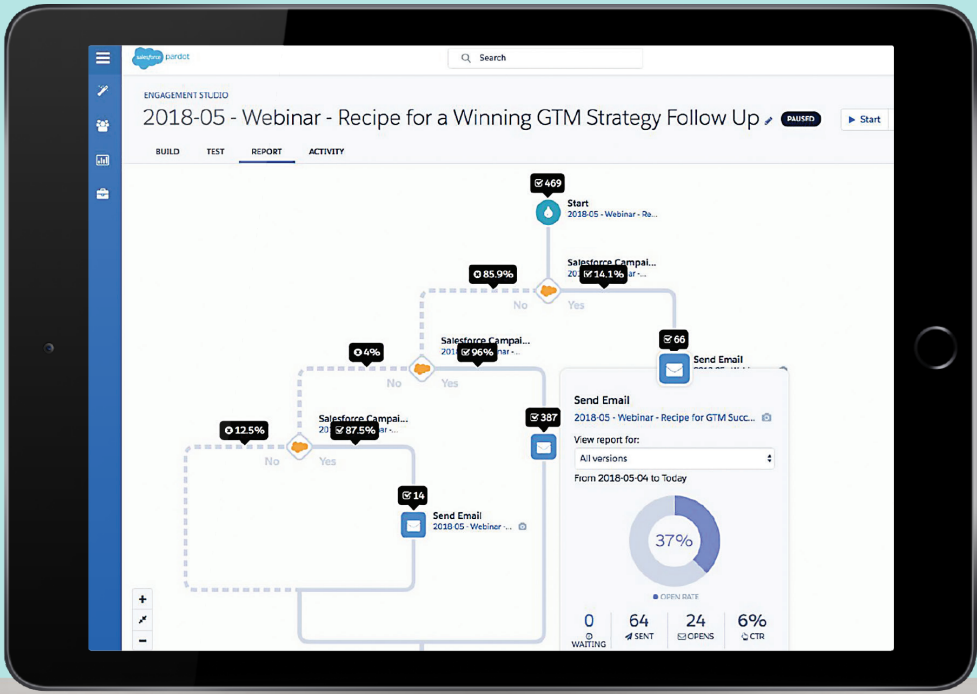 salesforce pardot
Search
ENGAGEMENT STUDIO
2018-05 - Webinar - Recipe for a Winning GTM Strategy Follow Up
PAUSED
Start
BUILD TEST REPORT ACTIVITY
469
Start
2018-05 - Webinar - Re...
Salesforce Campai...
85.9%
14.1%
No Yes
66
Send Email
Salesforce Campai...
4%
96%
No Yes
387
Salesforce Campai...
12.5%
87.5%
No Yes
14
Send Email
2018-05 - Webinar -...
Send Email
2018-05 - Webinar - Recipe for GTM Succ...
View report for:
All versions
From 2018-05-04 to Today
37%
OPEN RATE
0 64 24 6%
WAITING SENT OPENS CTR